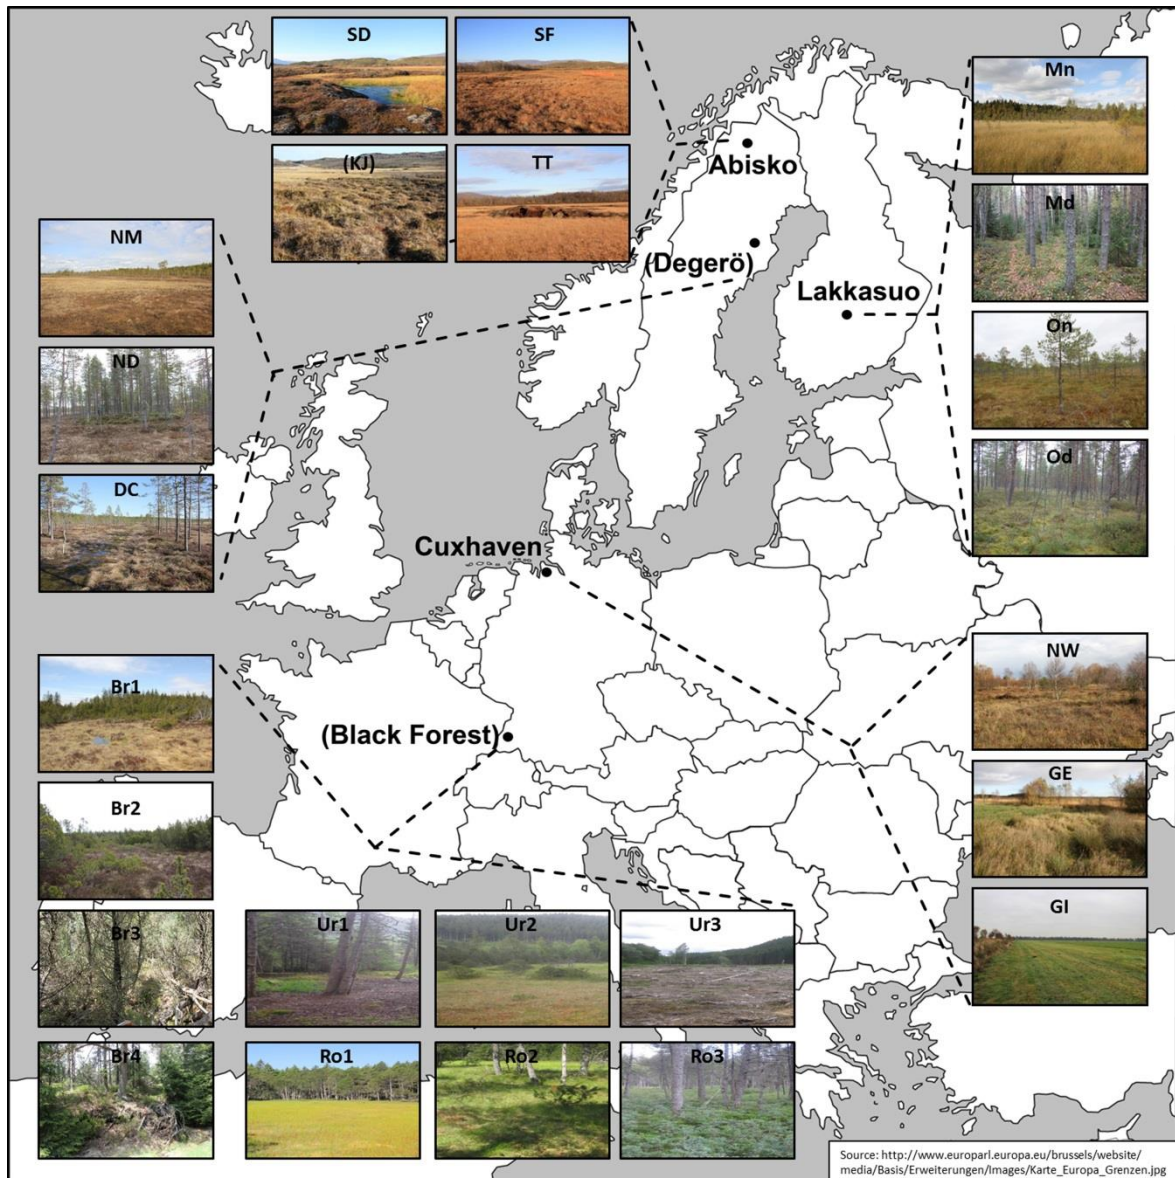 SD
SF
(KJ)
TT
Abisko
(Degerö)
Lakkasuo
Mn
Md
On
Od
NM
ND
DC
Cuxhaven
(Black Forest)
NW
GE
GI
Br1
Br2
Br3
Br4
Ur1
Ur2
Ur3
Ro1
Ro2
Ro3
Source: http://www.europarl.europa.eu/brussels/website/
media/Basis/Erweiterungen/Images/Karte_Europa_Grenzen.jpg